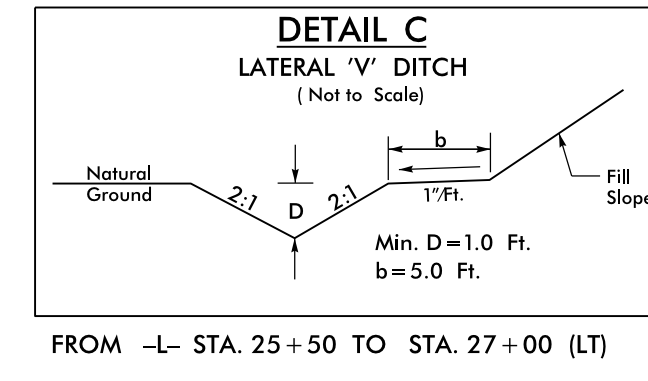 DETAIL C
LATERAL 'V' DITCH
( Not to Scale)
b
Natural
Ground
2:1
D
2:1
1"/Ft.
Fill
Slope
Min. D=1.0 Ft.
b=5.0 Ft.
FROM -L- STA. 25+50 TO STA. 27+00 (LT)